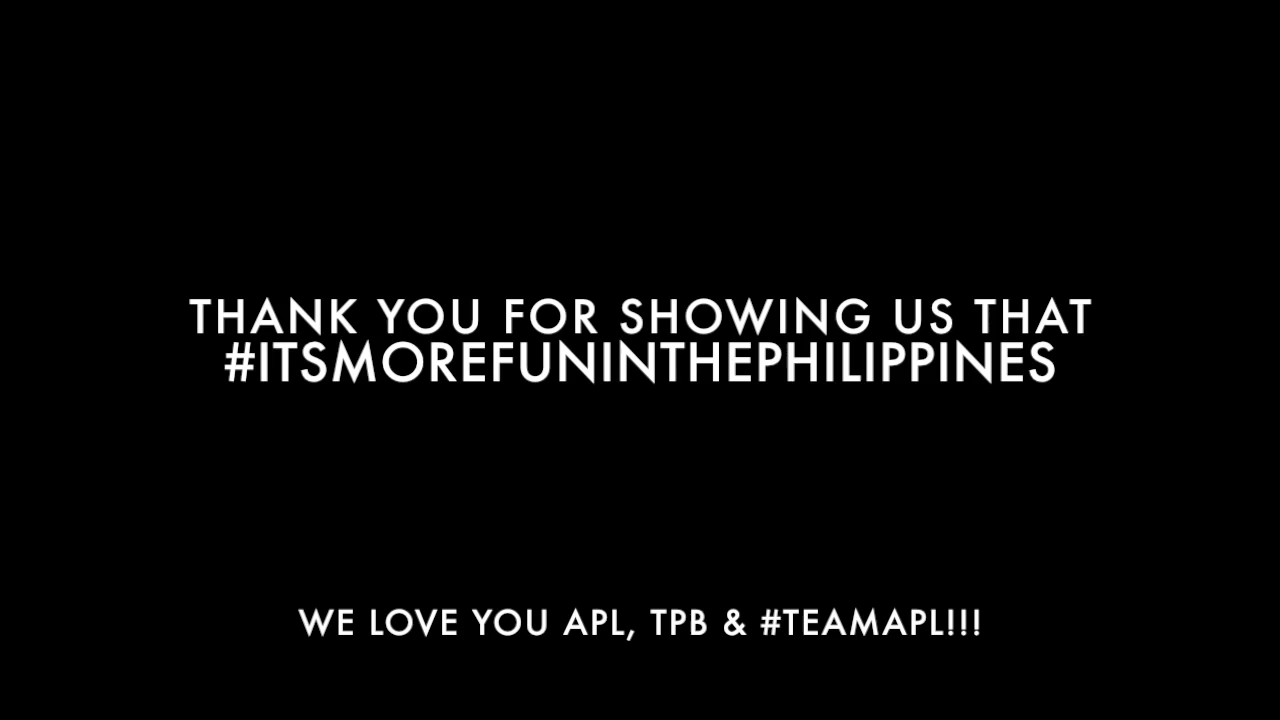 THANK YOU FOR SHOWING US THAT
#ITSMOREFUNINTHEPHILIPPINES
WE LOVE YOU APL, TPB & #TEAMAPL!!!